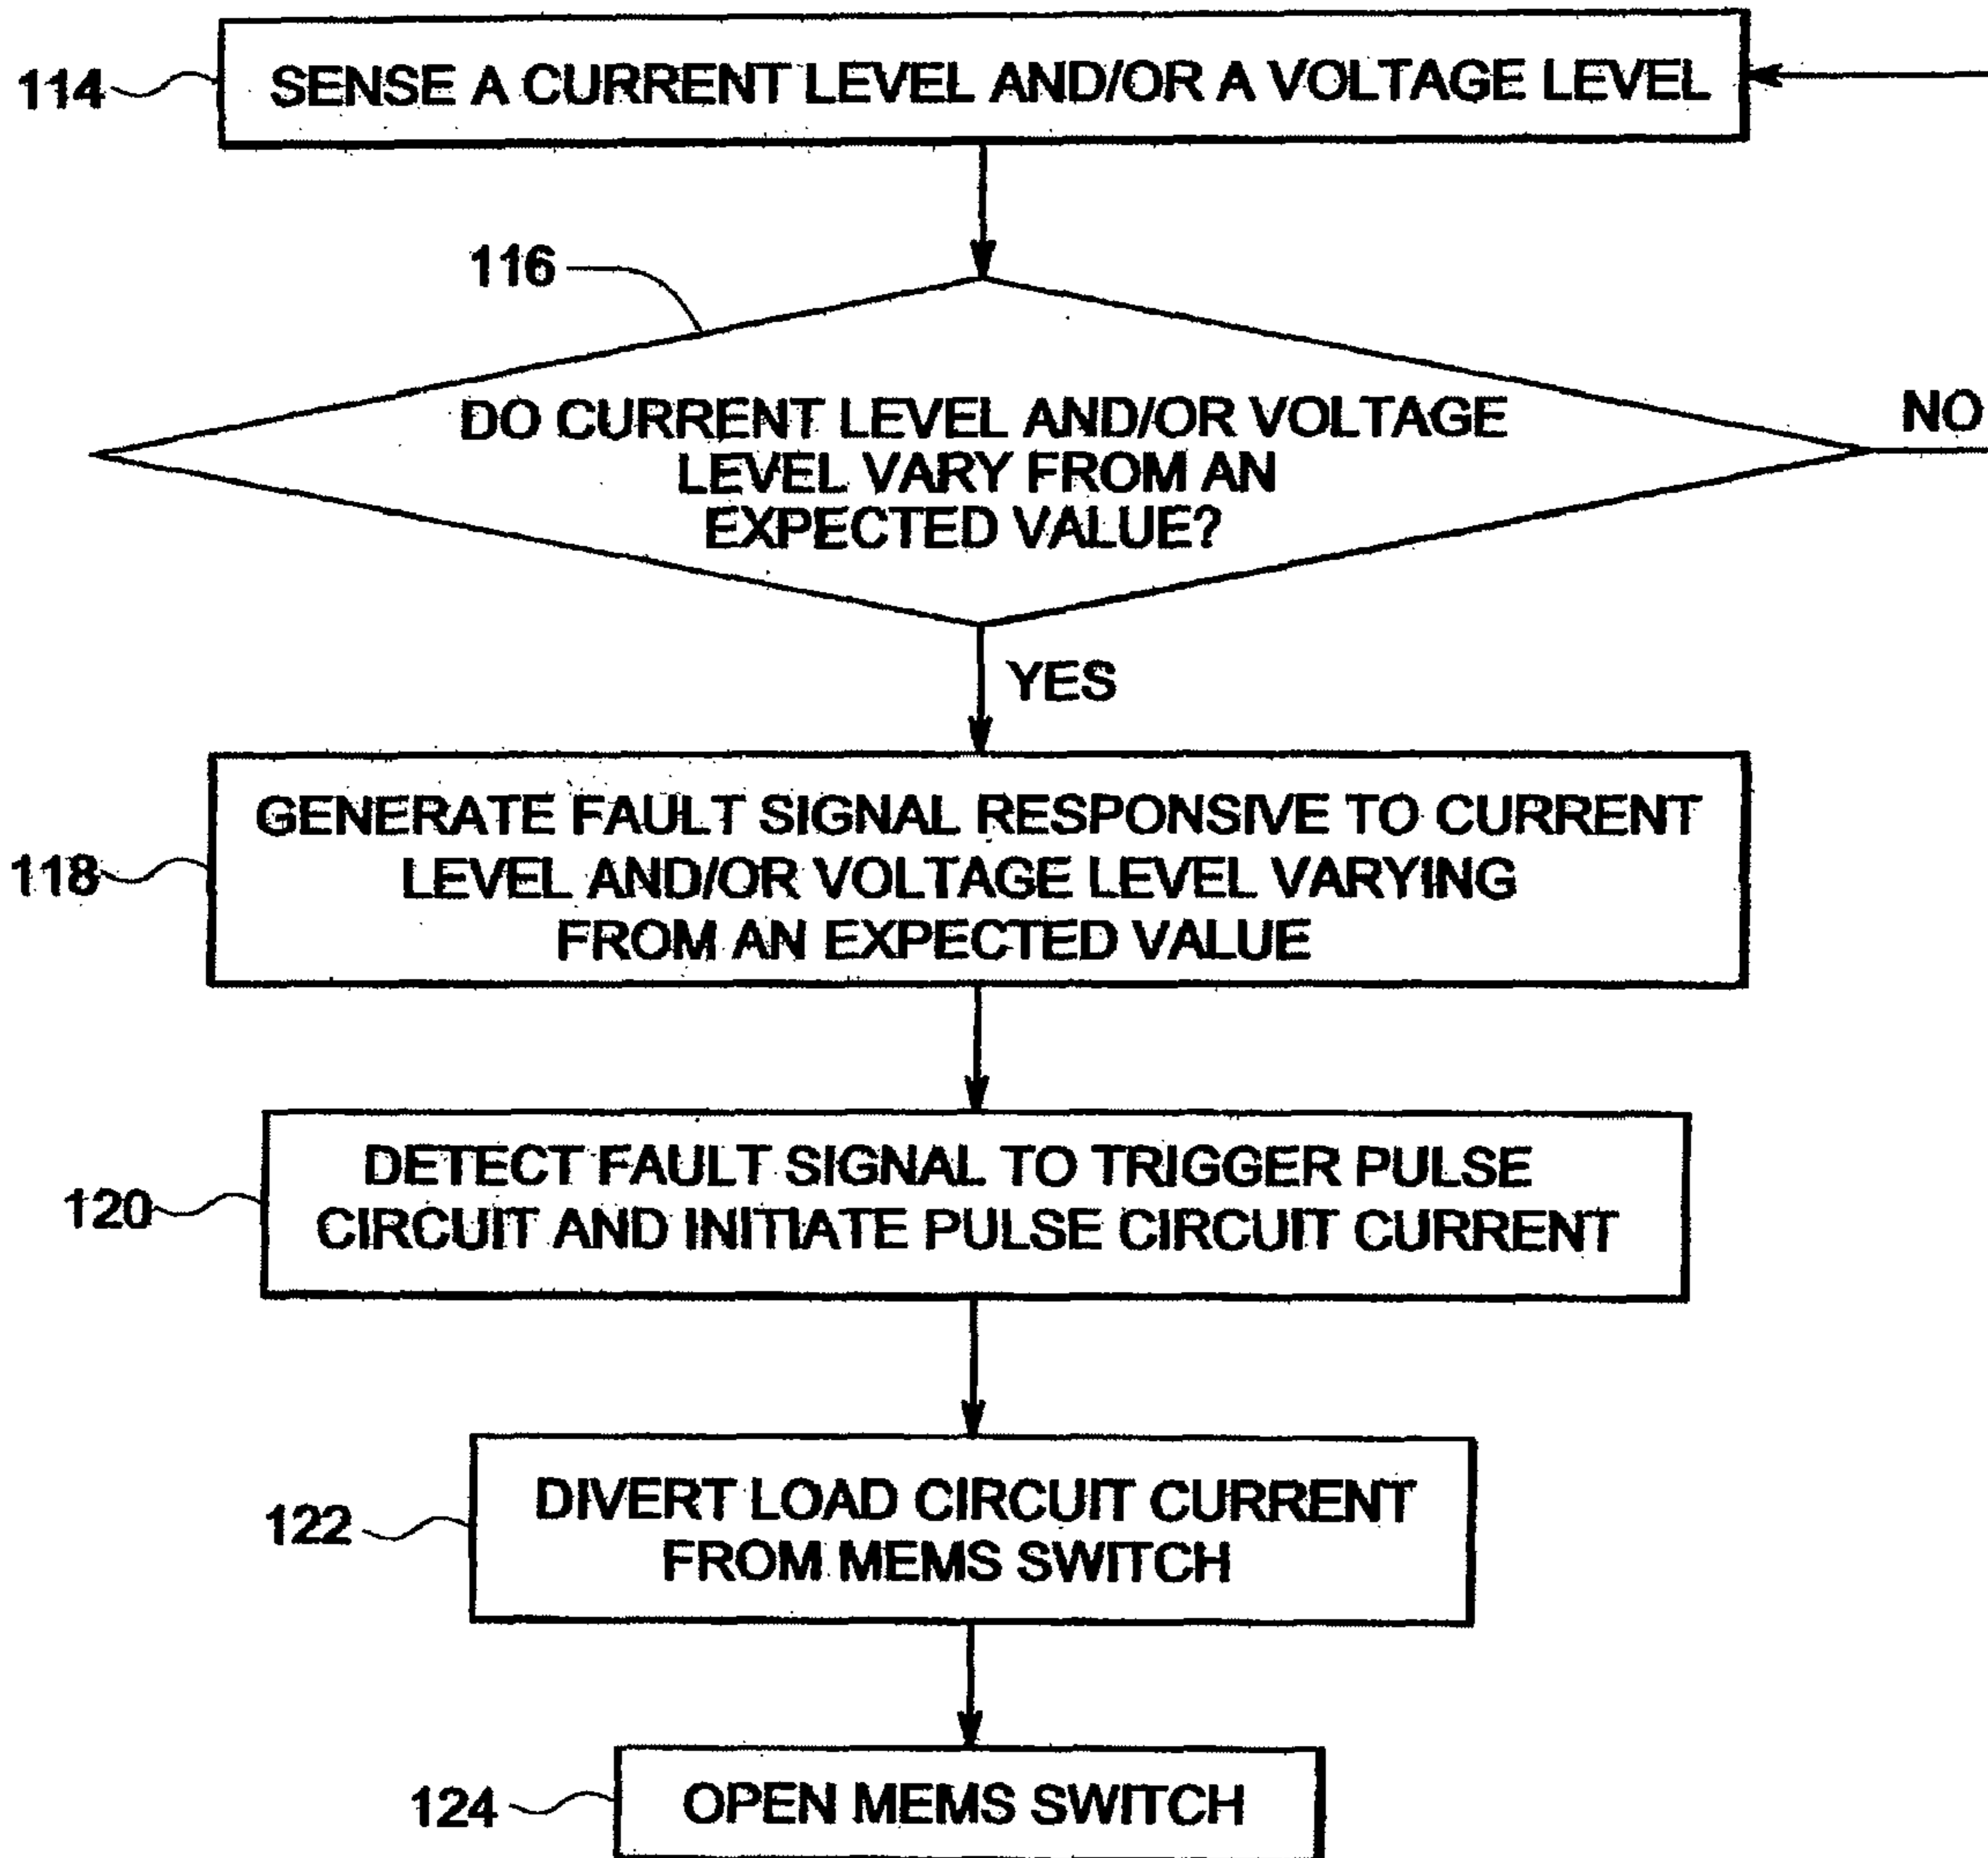 114
SENSE A CURRENT LEVEL AND/OR A VOLTAGE LEVEL
116
DO CURRENT LEVEL AND/OR VOLTAGE
LEVEL VARY FROM AN
EXPECTED VALUE?
NO
YES
118
GENERATE FAULT SIGNAL RESPONSIVE TO CURRENT
LEVEL AND/OR VOLTAGE LEVEL VARYING
FROM AN EXPECTED VALUE
120
DETECT FAULT SIGNAL TO TRIGGER PULSE
CIRCUIT AND INITIATE PULSE CIRCUIT CURRENT
122
DIVERT LOAD CIRCUIT CURRENT
FROM MEMS SWITCH
124
OPEN MEMS SWITCH